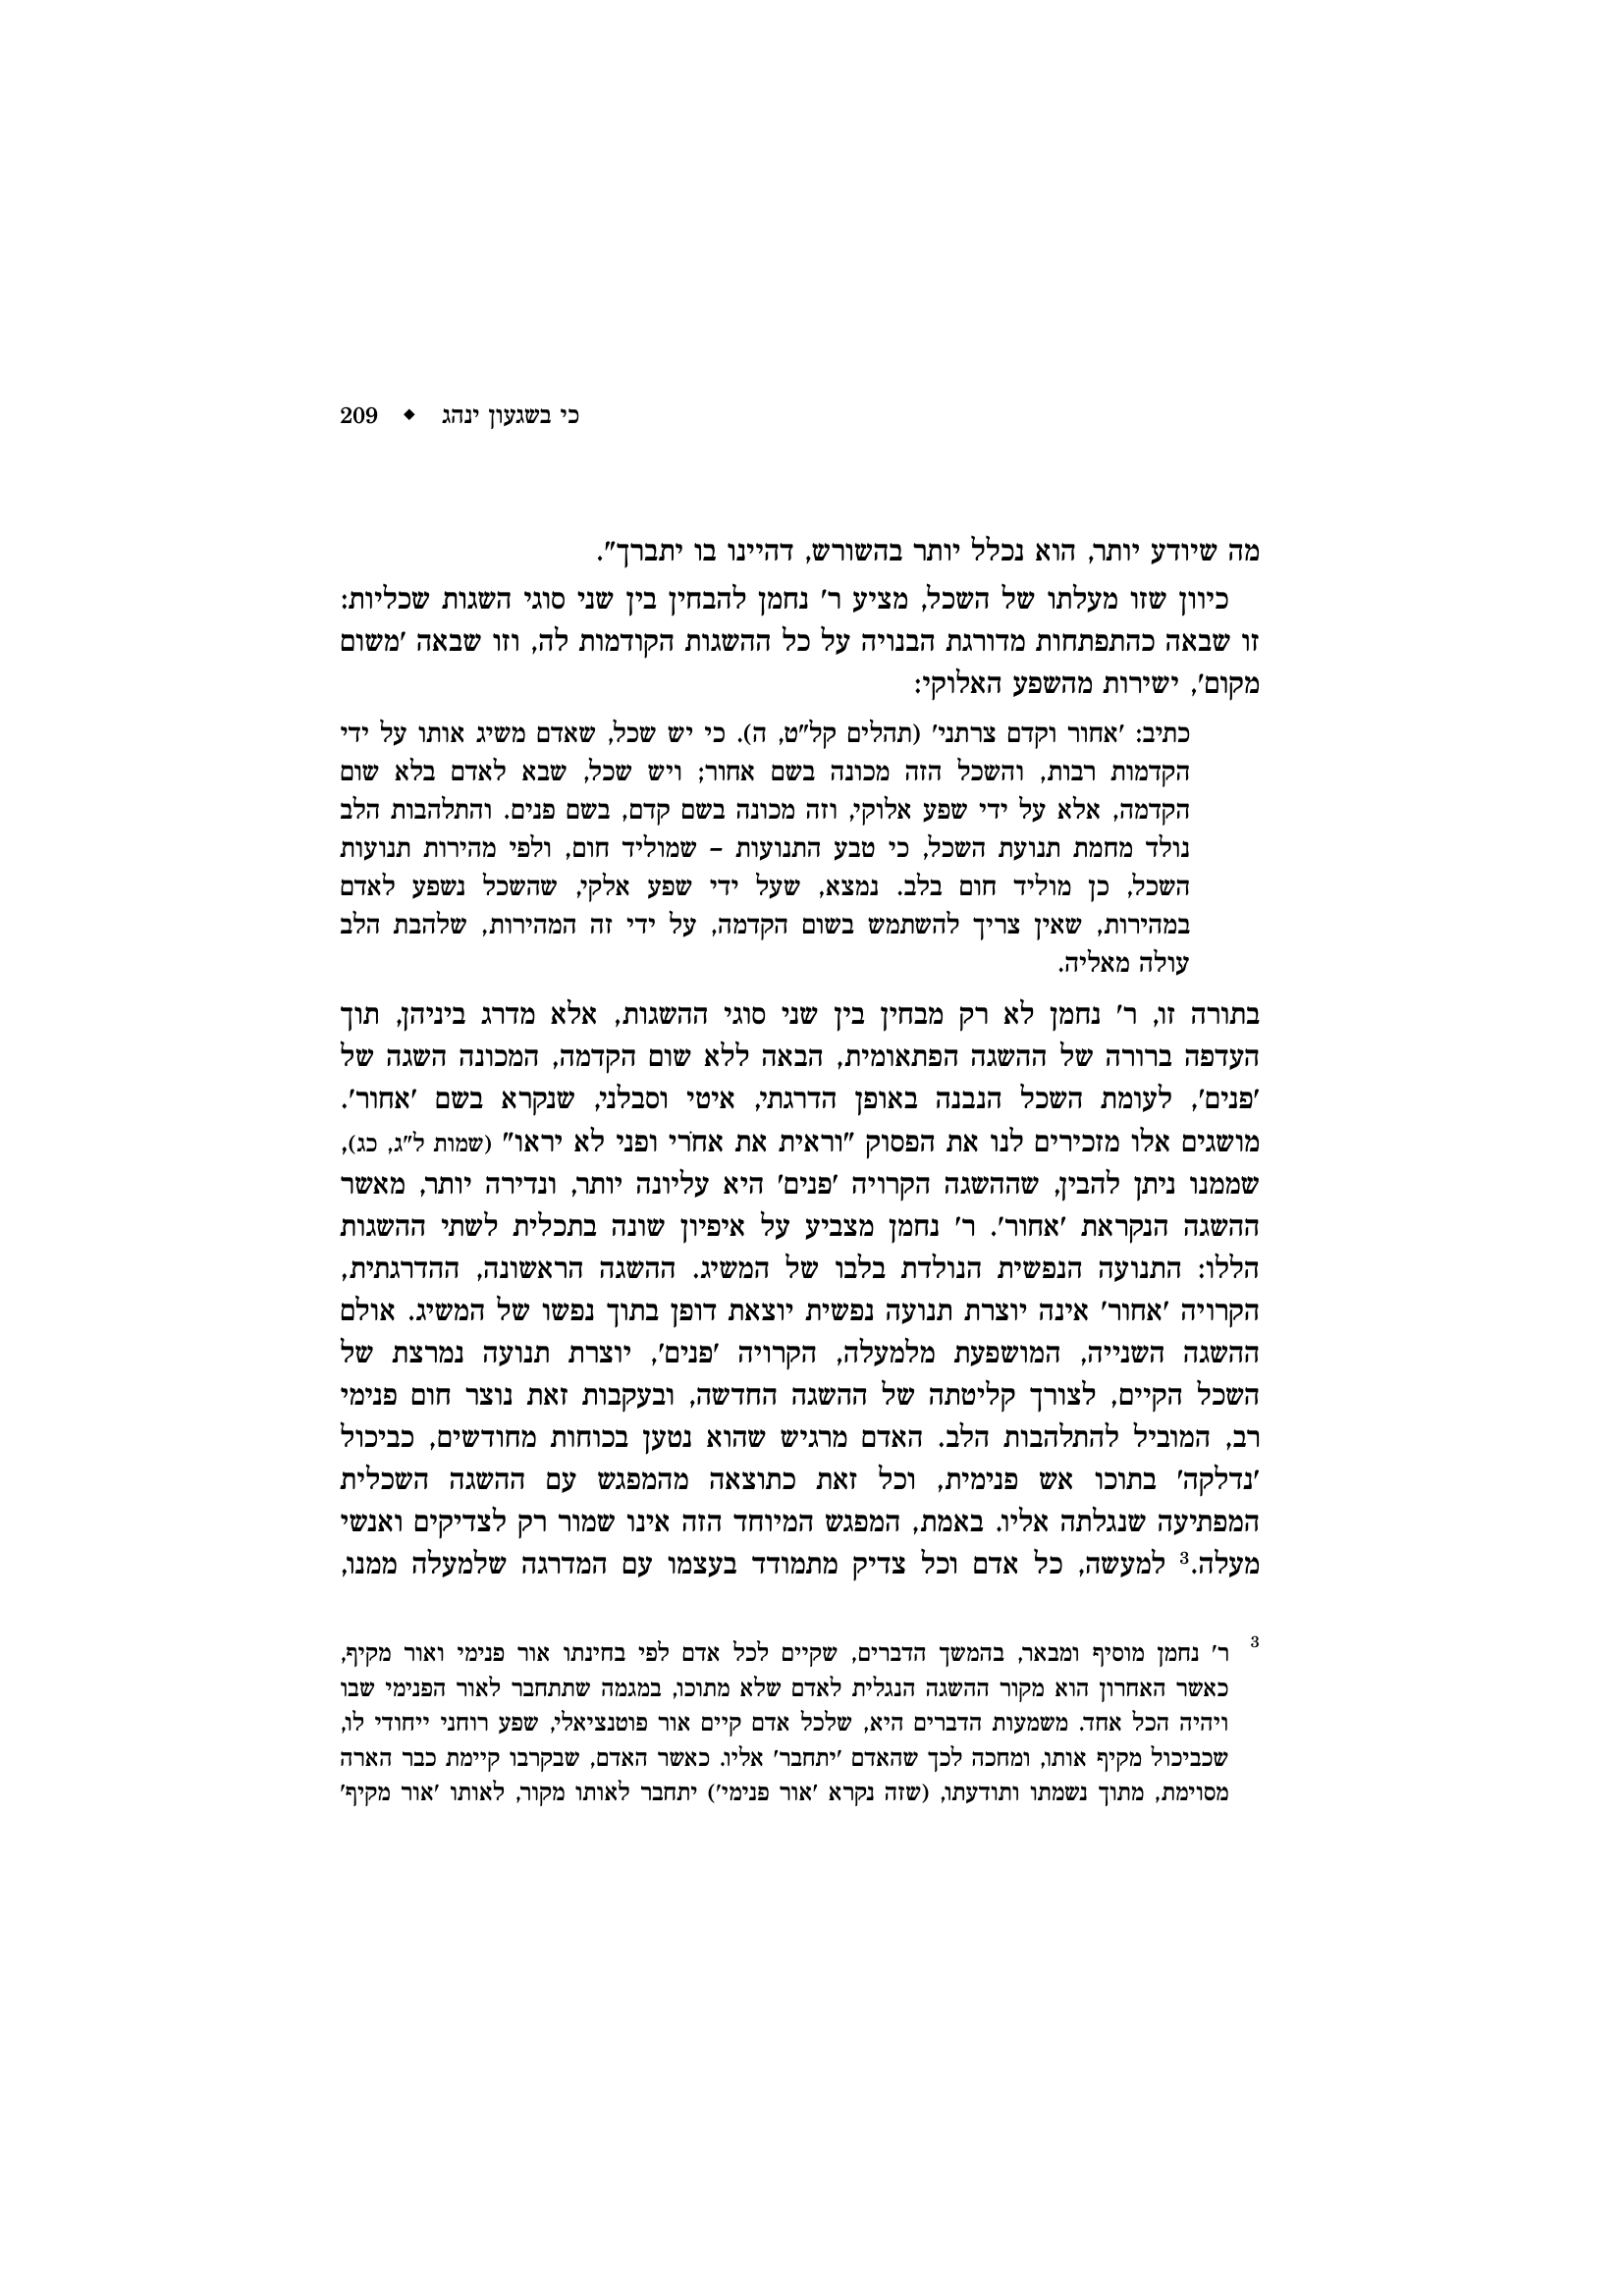 כי בשגעון ינהג ◆ 209
מה שיודע יותר, הוא נכלל יותר בהשורש, דהיינו בו יתברך".
כיוון שזו מעלתו של השכל, מציע ר' נחמן להבחין בין שני סוגי השגות שכליות:
זו שבאה כהתפתחות מדורגת הבנויה על כל ההשגות הקודמות לה, וזו שבאה 'משום
מקום', ישירות מהשפע האלוקי:
כתיב: 'אחור וקדם צרתני' (תהלים קל"ט, ה). כי יש שכל, שאדם משיג אותו על ידי
הקדמות רבות, והשכל הזה מכונה בשם אחור; ויש שכל, שבא לאדם בלא שום
הקדמה, אלא על ידי שפע אלוקי, וזה מכונה בשם קדם, בשם פנים. והתלהבות הלב
נולד מחמת תנועת השכל, כי טבע התנועות – שמוליד חום, ולפי מהירות תנועות
השכל, כן מוליד חום בלב. נמצא, שעל ידי שפע אלקי, שהשכל נשפע לאדם
במהירות, שאין צריך להשתמש בשום הקדמה, על ידי זה המהירות, שלהבת הלב
עולה מאליה.
בתורה זו, ר' נחמן לא רק מבחין בין שני סוגי ההשגות, אלא מדרג ביניהן, תוך
העדפה ברורה של ההשגה הפתאומית, הבאה ללא שום הקדמה, המכונה השגה של
'פנים', לעומת השכל הנבנה באופן הדרגתי, איטי וסבלני, שנקרא בשם 'אחור'.
מושגים אלו מזכירים לנו את הפסוק "וראית את אחֹרי ופני לא יראו" (שמות ל"ג, כג),
שממנו ניתן להבין, שההשגה הקרויה 'פנים' היא עליונה יותר, ונדירה יותר, מאשר
ההשגה הנקראת 'אחור'. ר' נחמן מצביע על איפיון שונה בתכלית לשתי ההשגות
הללו: התנועה הנפשית הנולדת בלבו של המשיג. ההשגה הראשונה, ההדרגתית,
הקרויה 'אחור' אינה יוצרת תנועה נפשית יוצאת דופן בתוך נפשו של המשיג. אולם
ההשגה השנייה, המושפעת מלמעלה, הקרויה 'פנים', יוצרת תנועה נמרצת של
השכל הקיים, לצורך קליטתה של ההשגה החדשה, ובעקבות זאת נוצר חום פנימי
רב, המוביל להתלהבות הלב. האדם מרגיש שהוא נטען בכוחות מחודשים, כביכול
'נדלקה' בתוכו אש פנימית, וכל זאת כתוצאה מהמפגש עם ההשגה השכלית
המפתיעה שנגלתה אליו. באמת, המפגש המיוחד הזה אינו שמור רק לצדיקים ואנשי
מעלה.3 למעשה, כל אדם וכל צדיק מתמודד בעצמו עם המדרגה שלמעלה ממנו,
3 ר' נחמן מוסיף ומבאר, בהמשך הדברים, שקיים לכל אדם לפי בחינתו אור פנימי ואור מקיף,
כאשר האחרון הוא מקור ההשגה הנגלית לאדם שלא מתוכו, במגמה שתתחבר לאור הפנימי שבו
ויהיה הכל אחד. משמעות הדברים היא, שלכל אדם קיים אור פוטנציאלי, שפע רוחני ייחודי לו,
שכביכול מקיף אותו, ומחכה לכך שהאדם 'יתחבר' אליו. כאשר האדם, שבקרבו קיימת כבר הארה
מסוימת, מתוך נשמתו ותודעתו, (שזה נקרא 'אור פנימי') יתחבר לאותו מקור, לאותו 'אור מקיף'